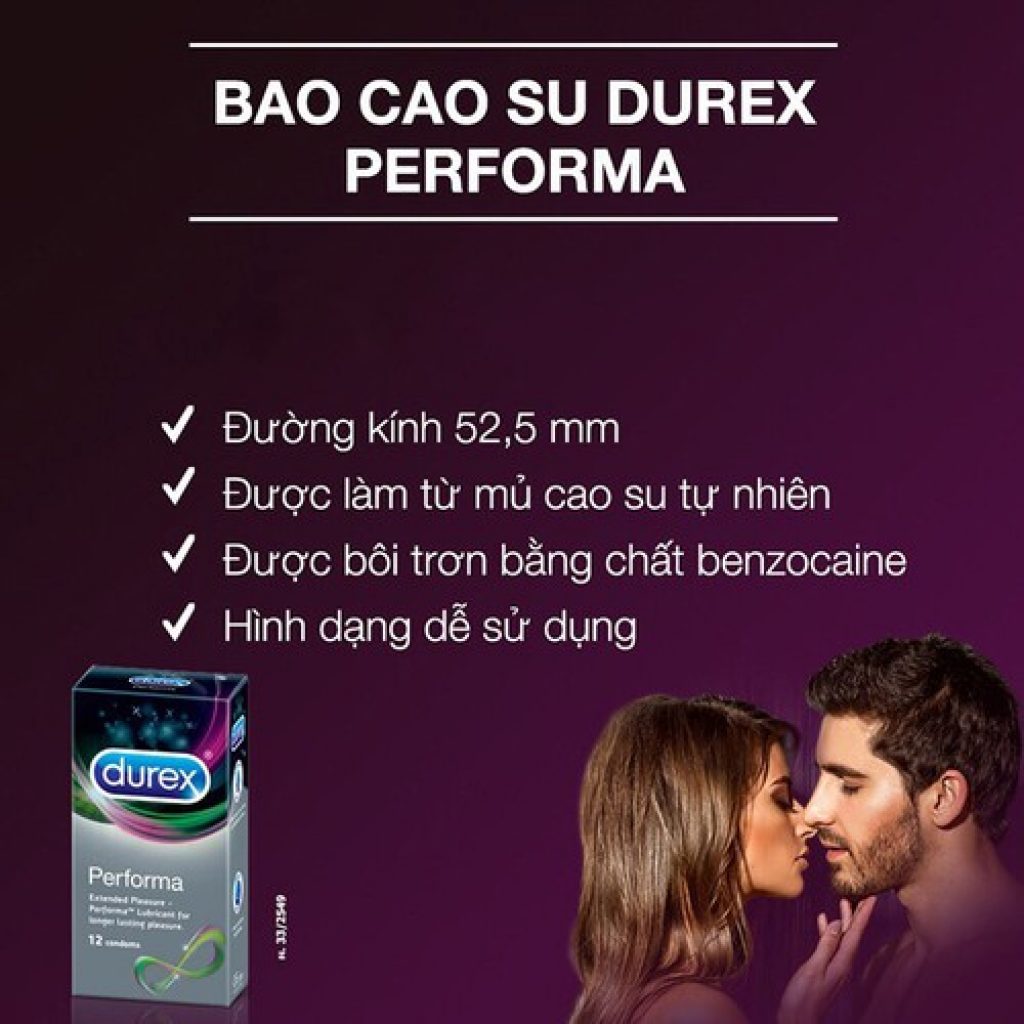 BAO CAO SU DUREX
PERFORMA
✓ Đường kính 52,5 mm
✓ Được làm từ mủ cao su tự nhiên
✓ Được bôi trơn bằng chất benzocaine
✓ Hình dạng dễ sử dụng
durex
Performa
Extended Pleasure –
Performa™ Lubricant for
longer lasting pleasure.
12 condoms
H. 33/2549